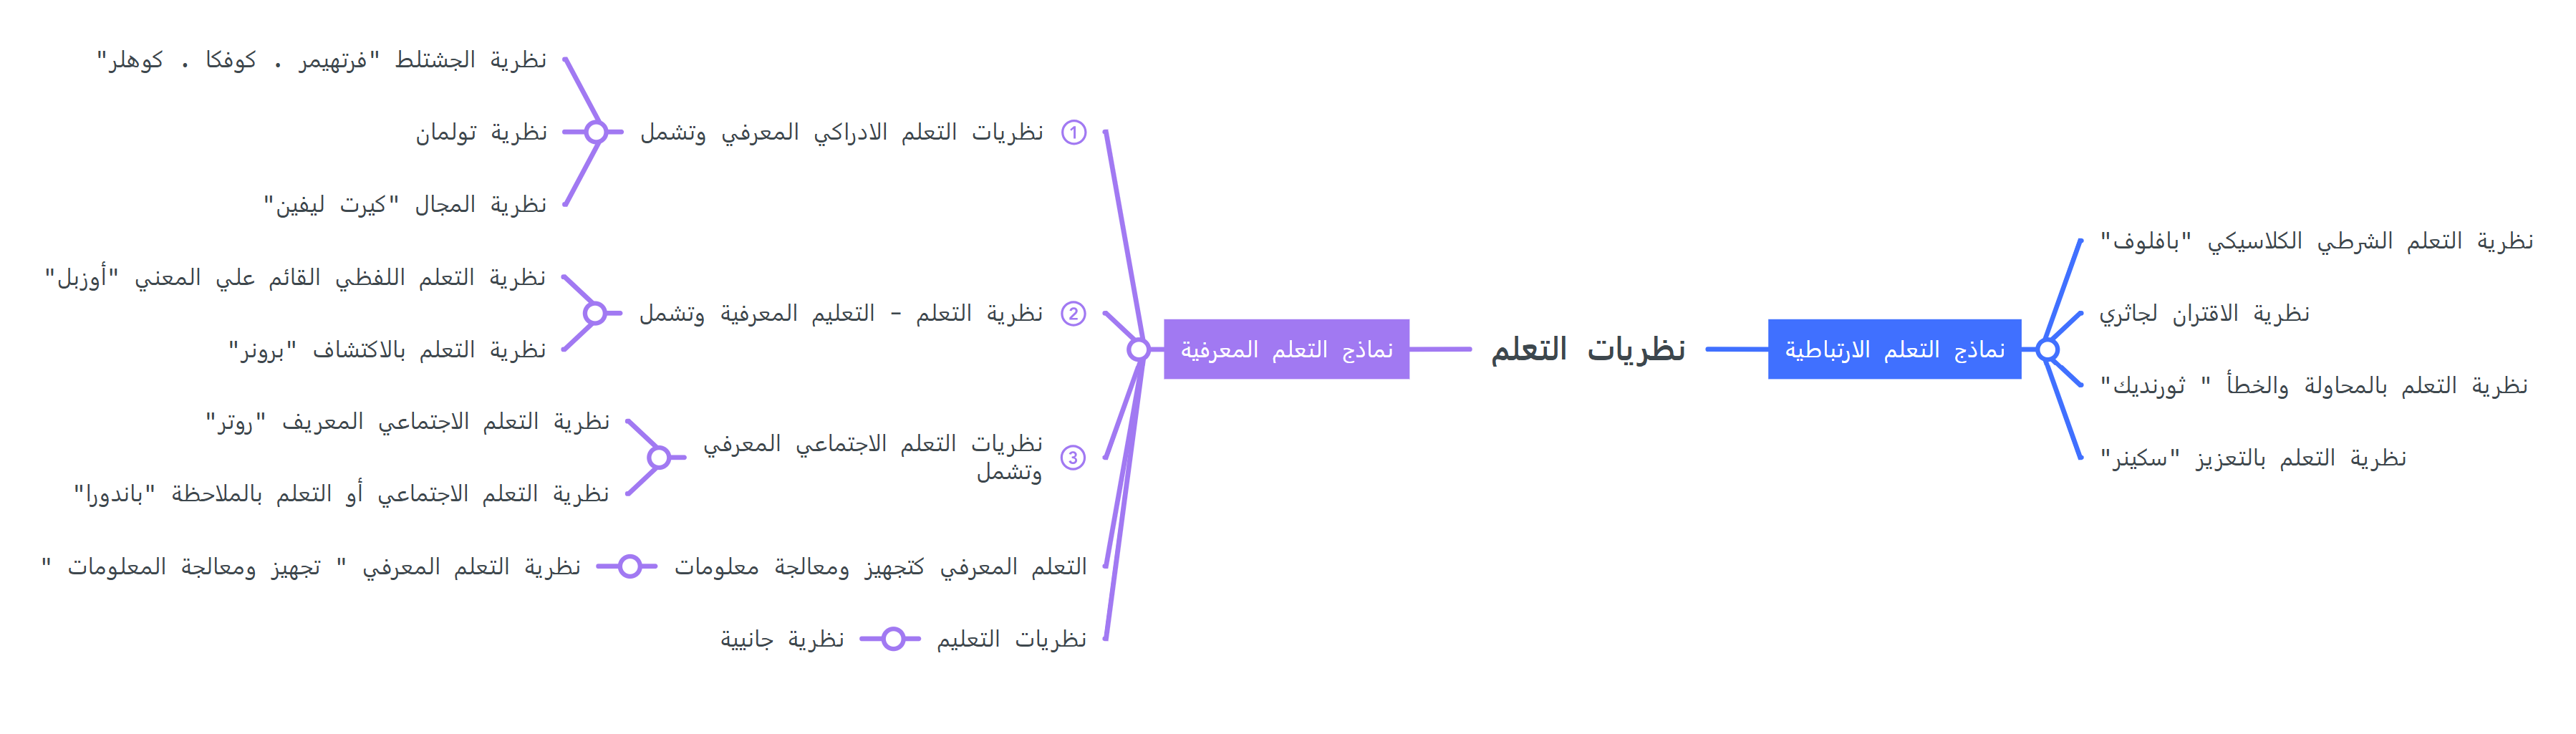 نظريات التعلم
نماذج التعلم الارتباطية
نظرية التعلم الشرطي الكلاسيكي "بافلوف"
نظرية الاقتران لجاثري
نظرية التعلم بالمحاولة والخطأ " ثورنديك"
نظرية التعلم بالتعزيز "سكينر"
نماذج التعلم المعرفية
1 نظريات التعلم الادراكي المعرفي وتشمل
نظرية الجشتلط "فرتهيمر . كوفكا . كوهلر"
نظرية تولمان
نظرية المجال "كيرت ليفين"
2 نظرية التعلم - التعليم المعرفية وتشمل
نظرية التعلم اللفظي القائم علي المعني "أوزبل"
نظرية التعلم بالاكتشاف "برونر"
3 نظريات التعلم الاجتماعي المعرفي
وتشمل
نظرية التعلم الاجتماعي المعريف "روتر"
نظرية التعلم الاجتماعي أو التعلم بالملاحظة "باندورا"
التعلم المعرفي كتجهيز ومعالجة معلومات
نظرية التعلم المعرفي " تجهيز ومعالجة المعلومات "
نظريات التعليم
نظرية جانييه